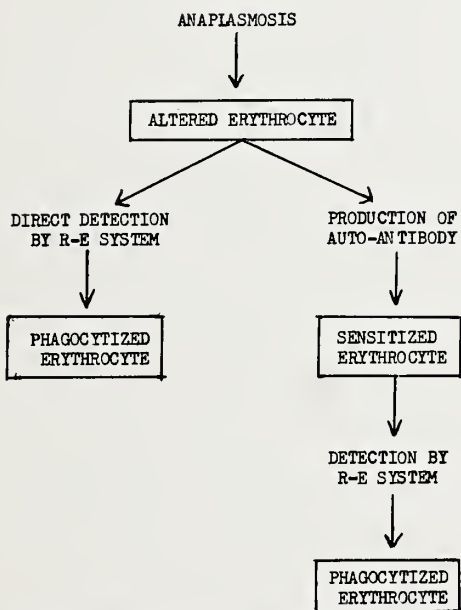 ANAPLASMOSIS
ALTERED ERYTHROCYTE
DIRECT DETECTION
BY R-E SYSTEM
PHAGOCYTIZED
ERYTHROCYTE
PRODUCTION OF
AUTO-ANTIBODY
SENSITIZED
ERYTHROCYTE
DETECTION BY
R-E SYSTEM
PHAGOCYTIZED
ERYTHROCYTE